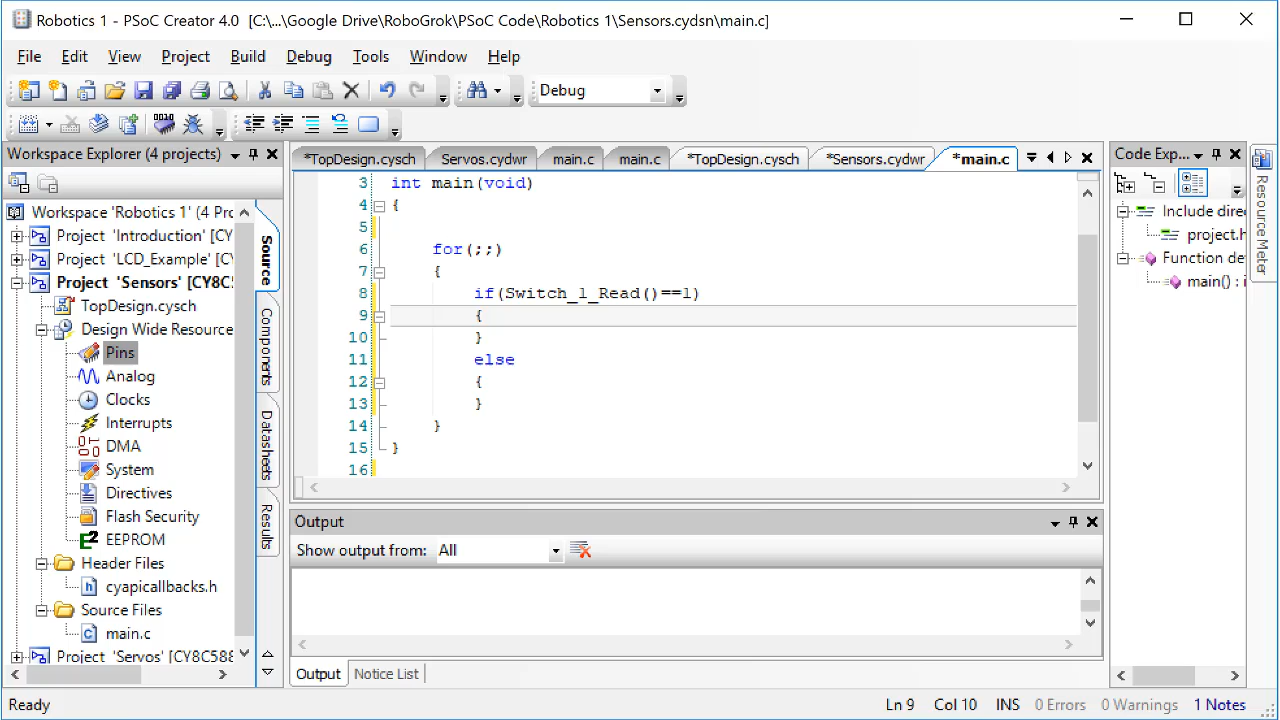 Robotics 1 - PSoC Creator 4.0 [C:\...\Google Drive\RoboGrok\PSoC Code\Robotics 1\Sensors.cydsn\main.c]
File Edit View Project Build Debug Tools Window Help
Debug
Workspace Explorer (4 projects)
Workspace 'Robotics 1' (4 Prc
Project 'Introduction' [CY
Project 'LCD_Example' [C\
Project 'Sensors' [CY8C5
TopDesign.cysch
Design Wide Resource
Pins
Analog
Clocks
Interrupts
DMA
System
Directives
Flash Security
EEPROM
Header Files
cyapicallbacks.h
Source Files
main.c
Project 'Servos' [CY8C588
Source
Components
Datasheets
Results
*TopDesign.cysch Servos.cydwr main.c main.c *TopDesign.cysch *Sensors.cydwr *main.c
3 int main(void)
4 {
5
6 for(;;)
7 {
8 if(Switch_1_Read()==1)
9 {
10 }
11 else
12 {
13 }
14 }
15 }
16
Output
Show output from: All
Output Notice List
Code Exp...
Include dire
project.h
Function de
main() : i
Resource Meter
Ready Ln 9 Col 10 INS 0 Errors 0 Warnings 1 Notes